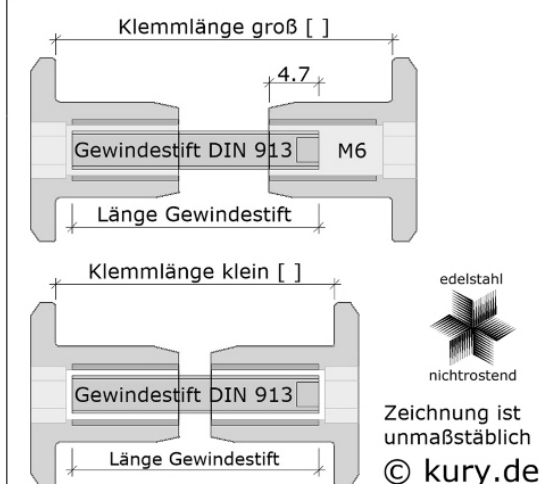 Klemmlänge groß [ ]
4.7
Gewindestift DIN 913
M6
Länge Gewindestift
Klemmlänge klein [ ]
edelstahl
nichtrostend
Gewindestift DIN 913
Zeichnung ist
unmaßstäblich
Länge Gewindestift
© kury.de